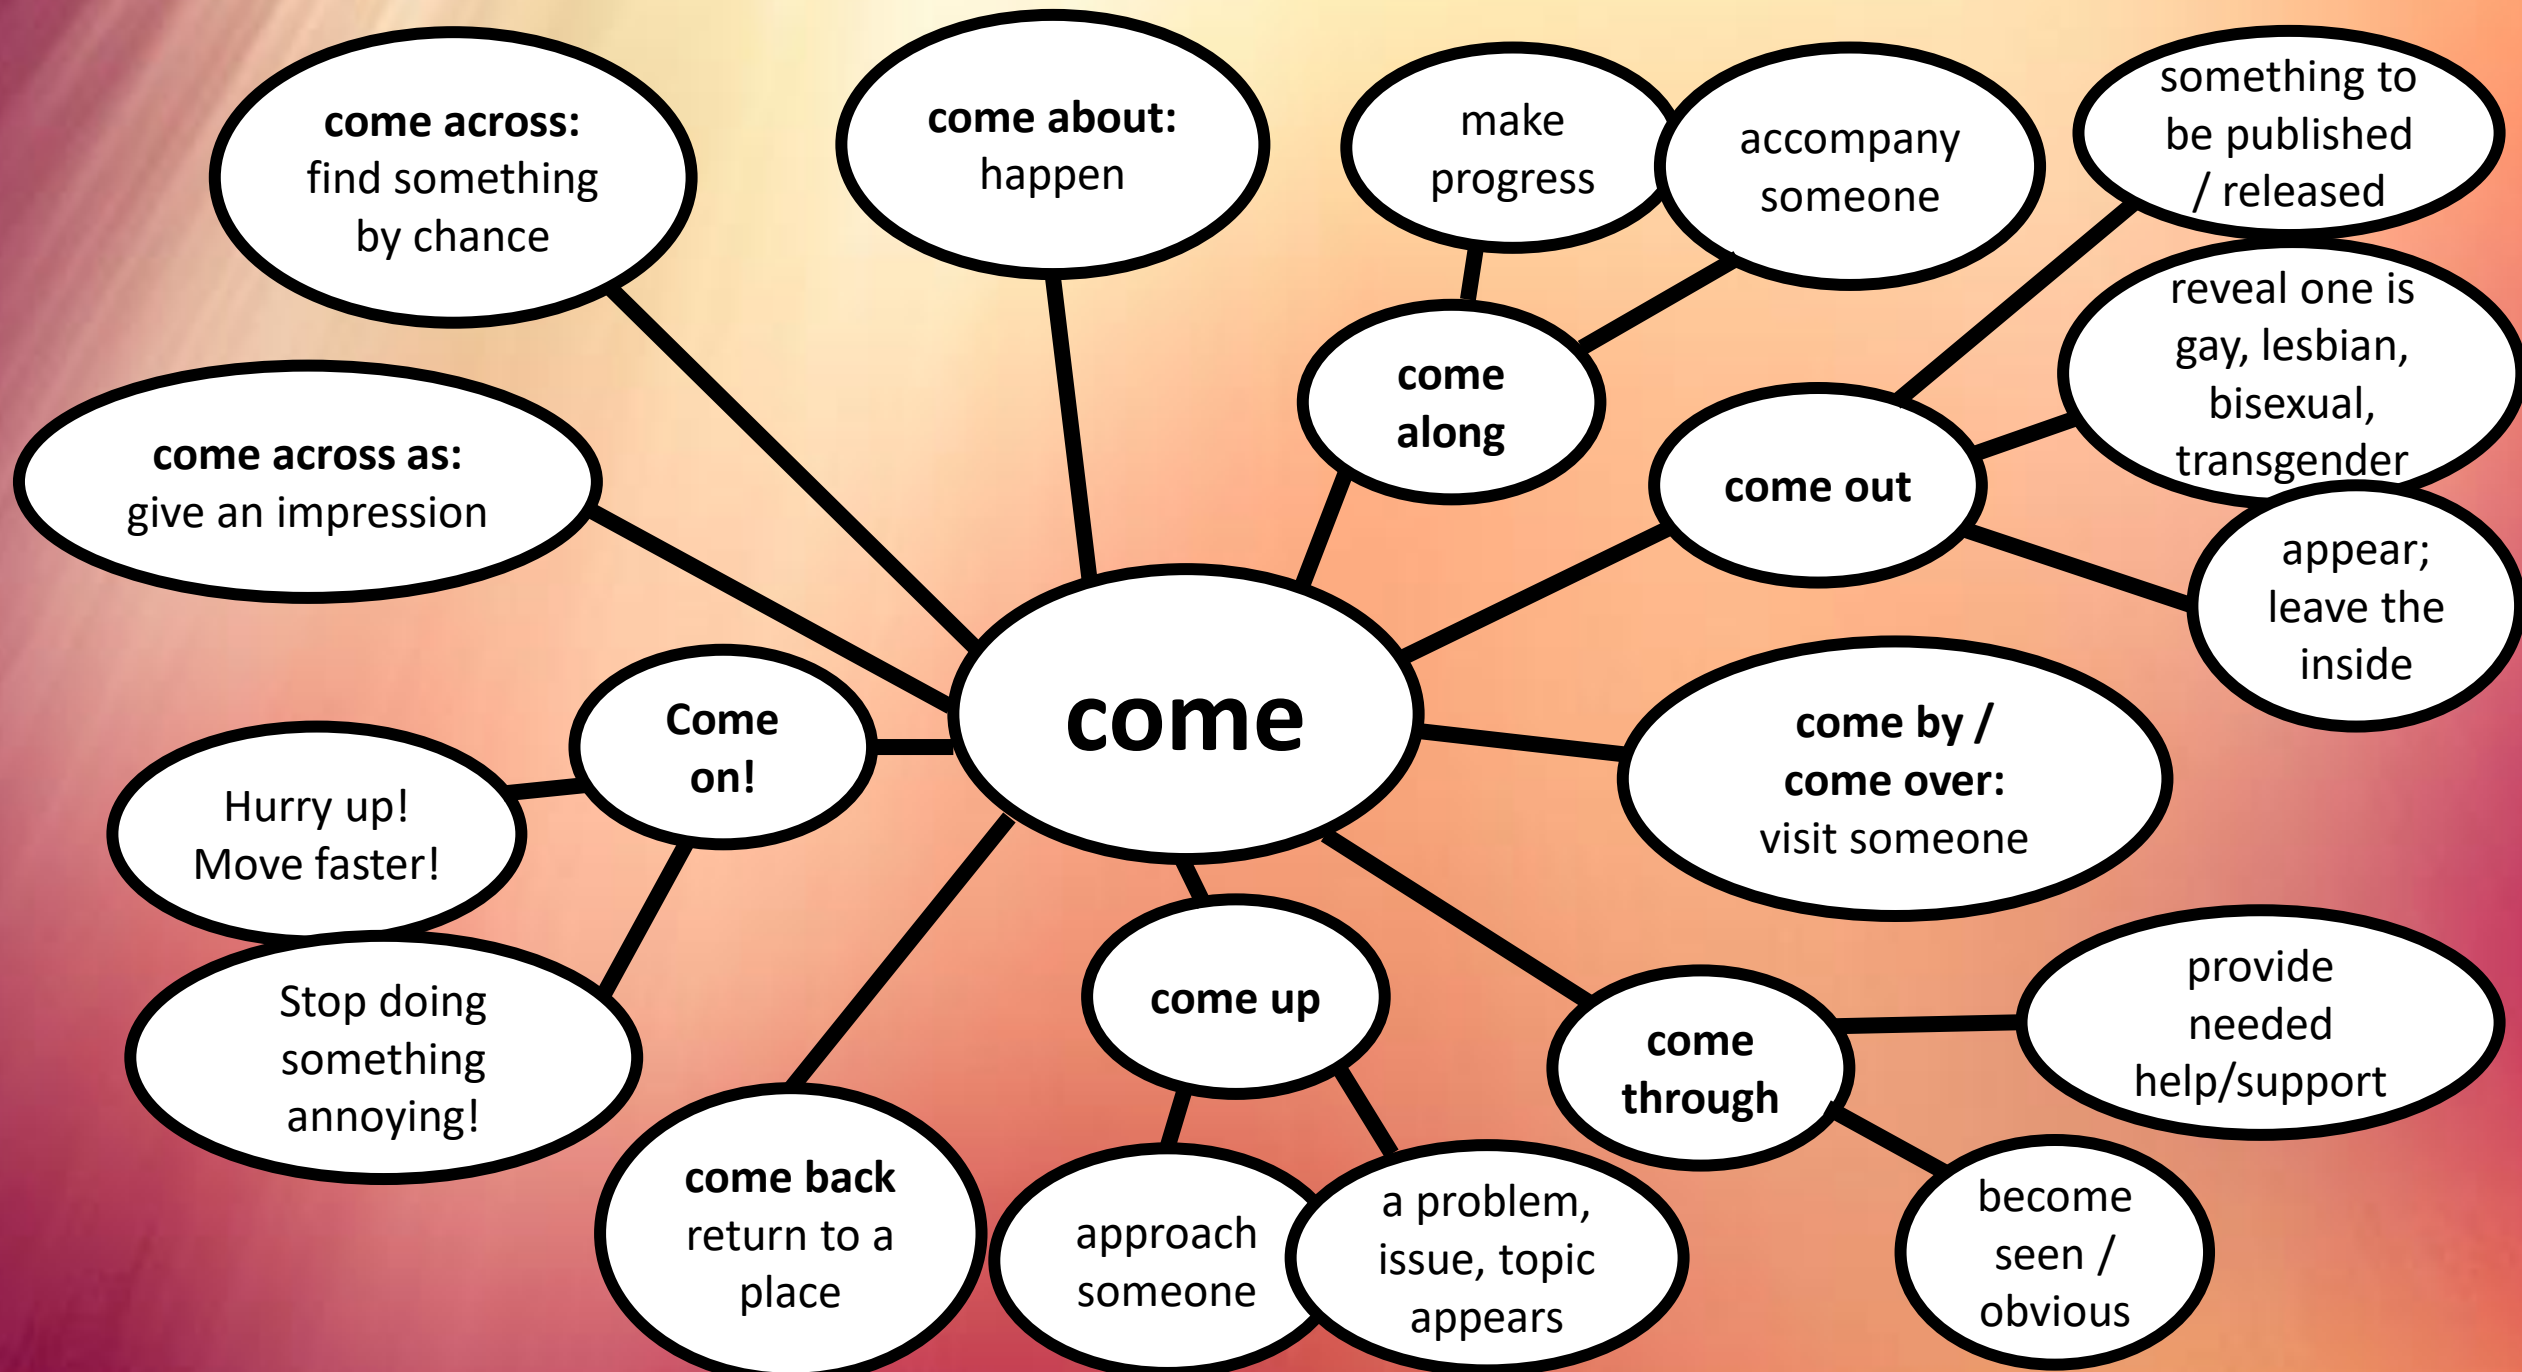 come across:
find something
by chance
come about:
happen
make
progress
accompany
someone
something to
be published
/ released
reveal one is
gay, lesbian,
bisexual,
transgender
come
along
come out
appear;
leave the
inside
come across as:
give an impression
Come
on!
come
come by /
come over:
visit someone
Hurry up!
Move faster!
Stop doing
something
annoying!
come back
return to a
place
come up
approach
someone
a problem,
issue, topic
appears
come
through
provide
needed
help/support
become
seen /
obvious